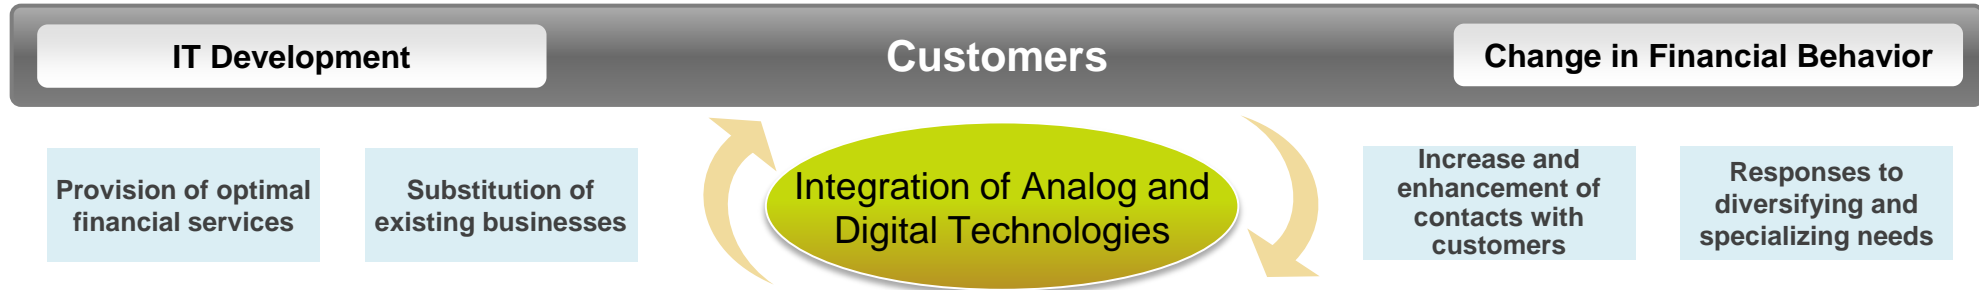 IT Development
Customers
Change in Financial Behavior
Provision of optimal
financial services
Substitution of
existing businesses
Integration of Analog and
Digital Technologies
Increase and
enhancement of
contacts with
customers
Responses to
diversifying and
specializing needs